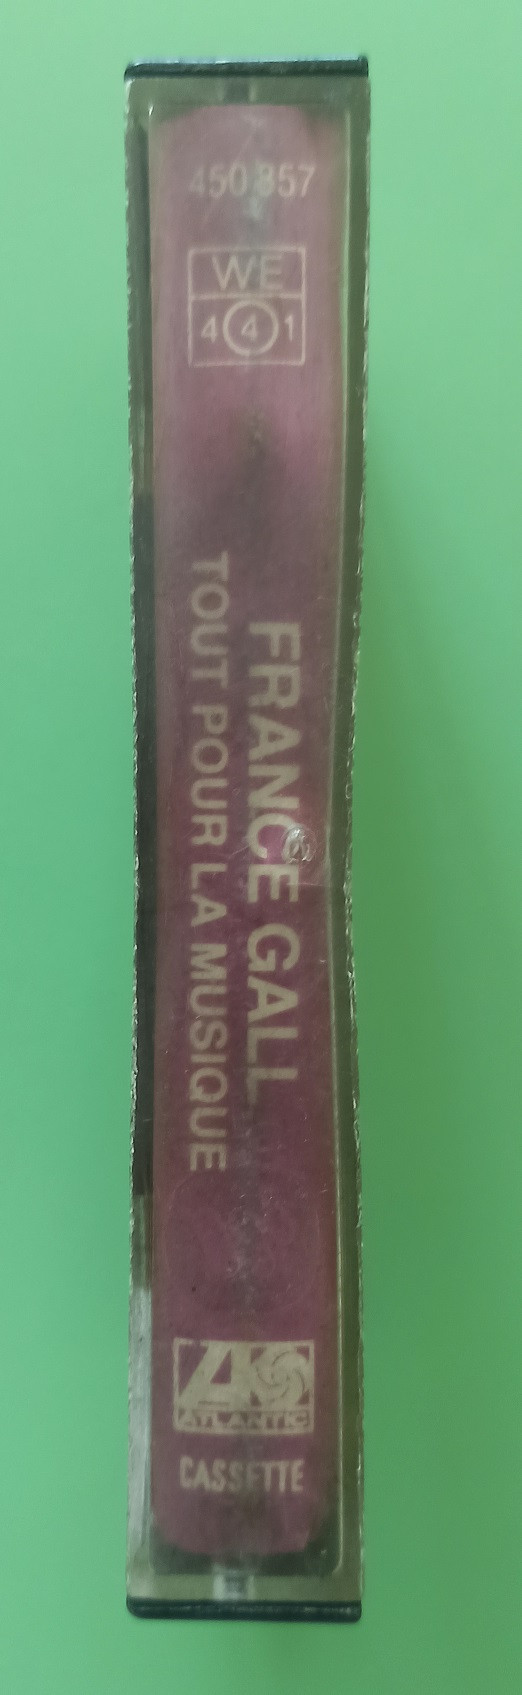 450 857
WE
4 4 1
FRANCE GALL
TOUT POUR LA MUSIQUE
ATLANTIC
CASSETTE